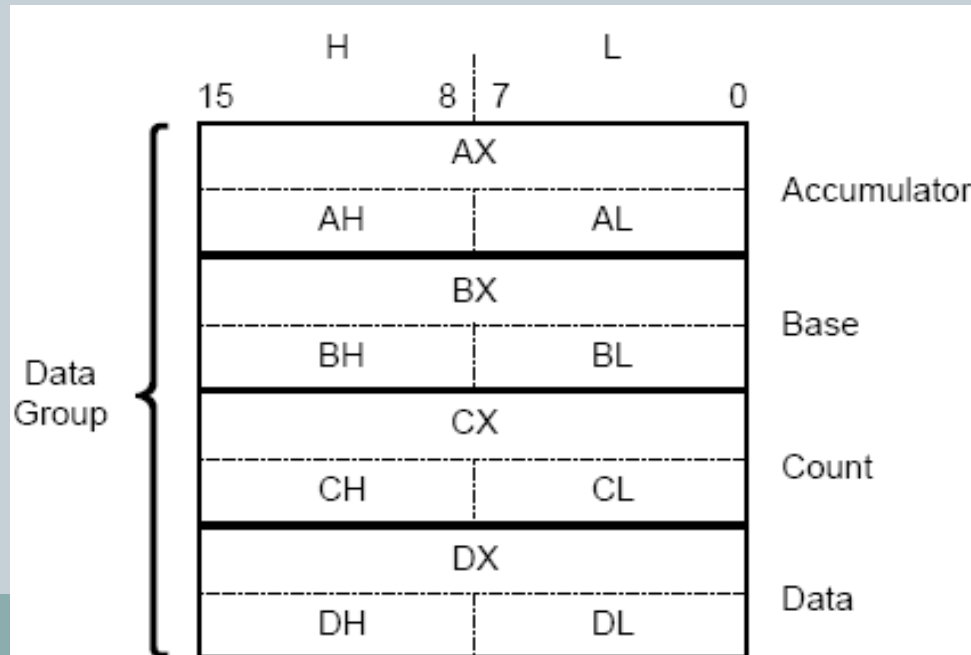 H L
15 8 7 0
AX
Accumulator
AH AL
BX
Base
BH BL
Data
Group
CX
Count
CH CL
DX
Data
DH DL